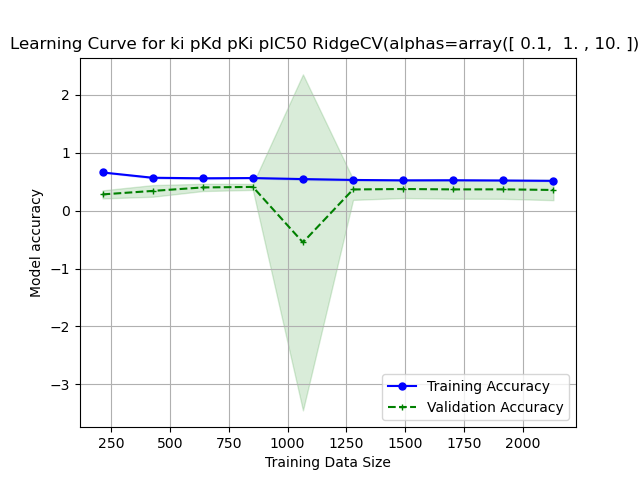 Learning Curve for ki pKd pKi pIC50 RidgeCV(alphas=array([ 0.1,  1. , 10. ])
2
1
0
−1
−2
−3
Model accuracy
250
500
750
1000
1250
1500
1750
2000
Training Data Size
Training Accuracy
Validation Accuracy